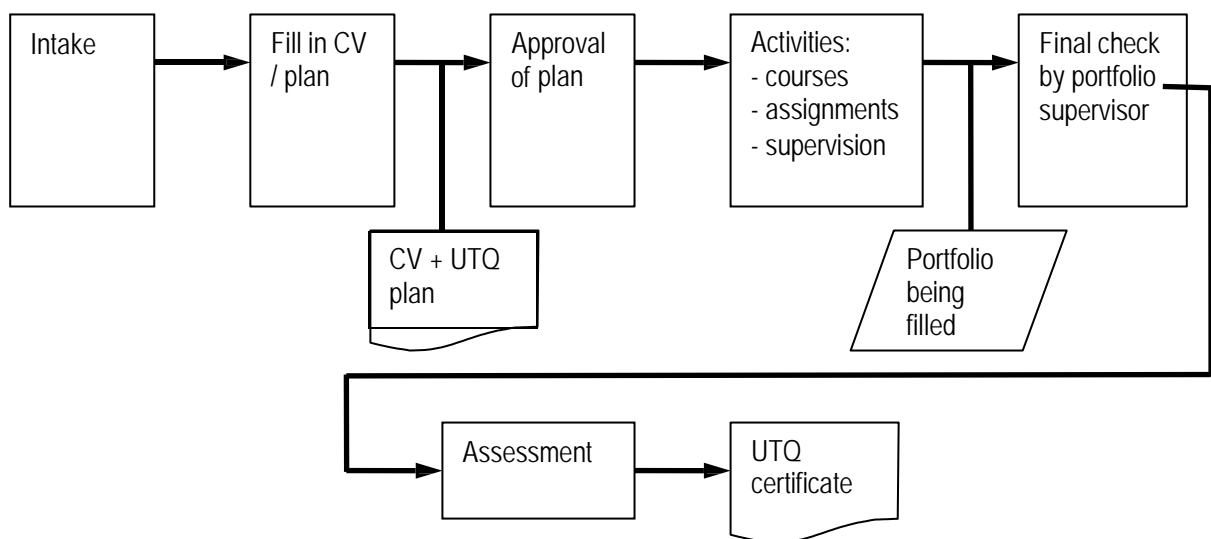 Intake
Fill in CV
/ plan
Approval
of plan
Activities:
- courses
- assignments
- supervision
Final check
by portfolio
supervisor
CV + UTQ
plan
Portfolio
being
filled
Assessment
UTQ
certificate